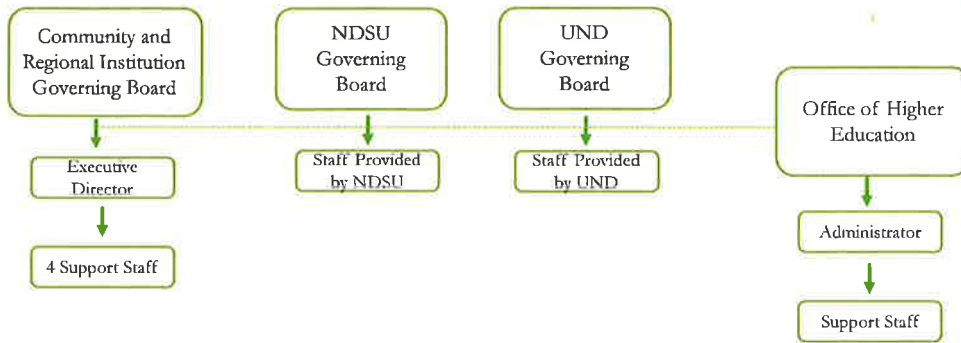 Community and
Regional Institution
Governing Board
NDSU
Governing
Board
UND
Governing
Board
Office of Higher
Education
Executive
Director
Staff Provided
by NDSU
Staff Provided
by UND
Administrator
4 Support Staff
Support Staff